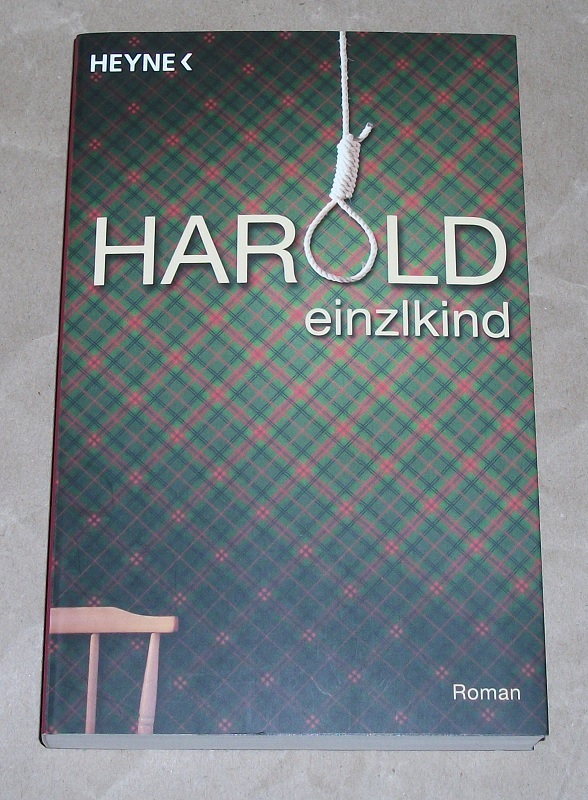 HEYNE <
HAROLD
einzlkind
Roman